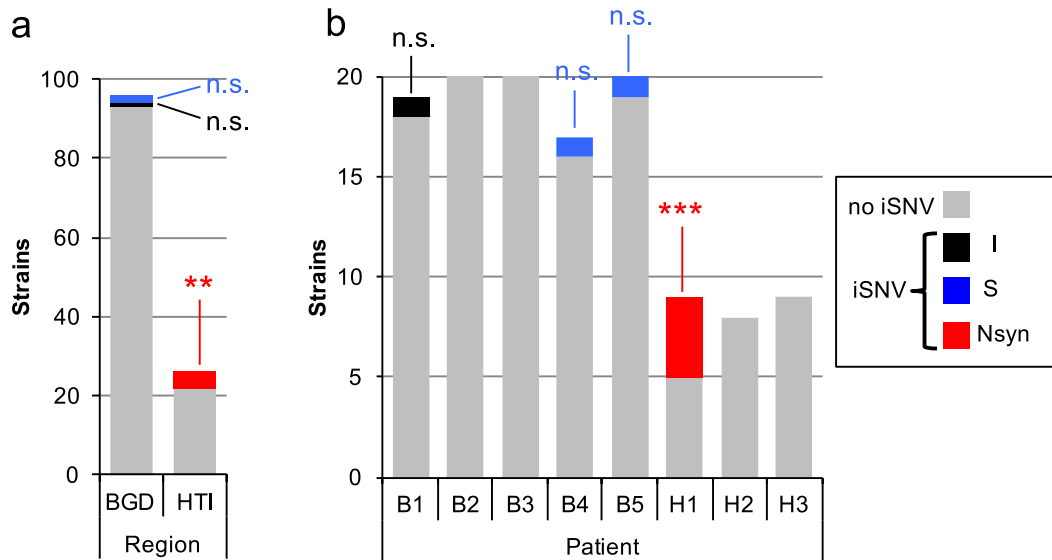 a
Strains
100
80
60
40
20
0
n.s.
n.s.
**
BGD HTI
Region
b
Strains
20
15
10
5
0
n.s.
n.s.
n.s.
***
B1 B2 B3 B4 B5 H1 H2 H3
Patient
no iSNV
iSNV
I
S
Nsyn